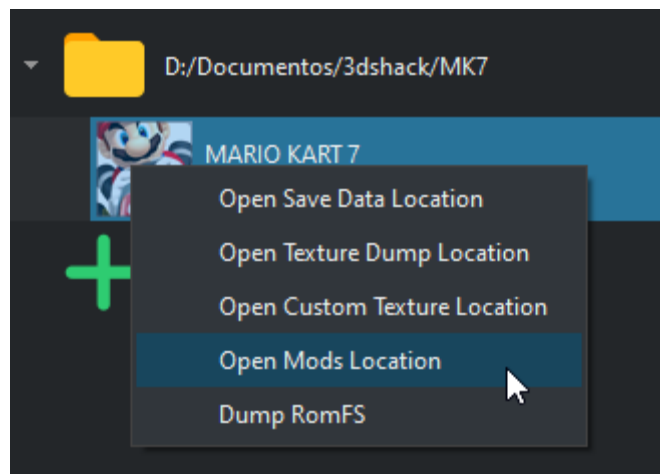 D:/Documentos/3dshack/MK7
MARIO KART 7
Open Save Data Location
Open Texture Dump Location
Open Custom Texture Location
Open Mods Location
Dump RomFS